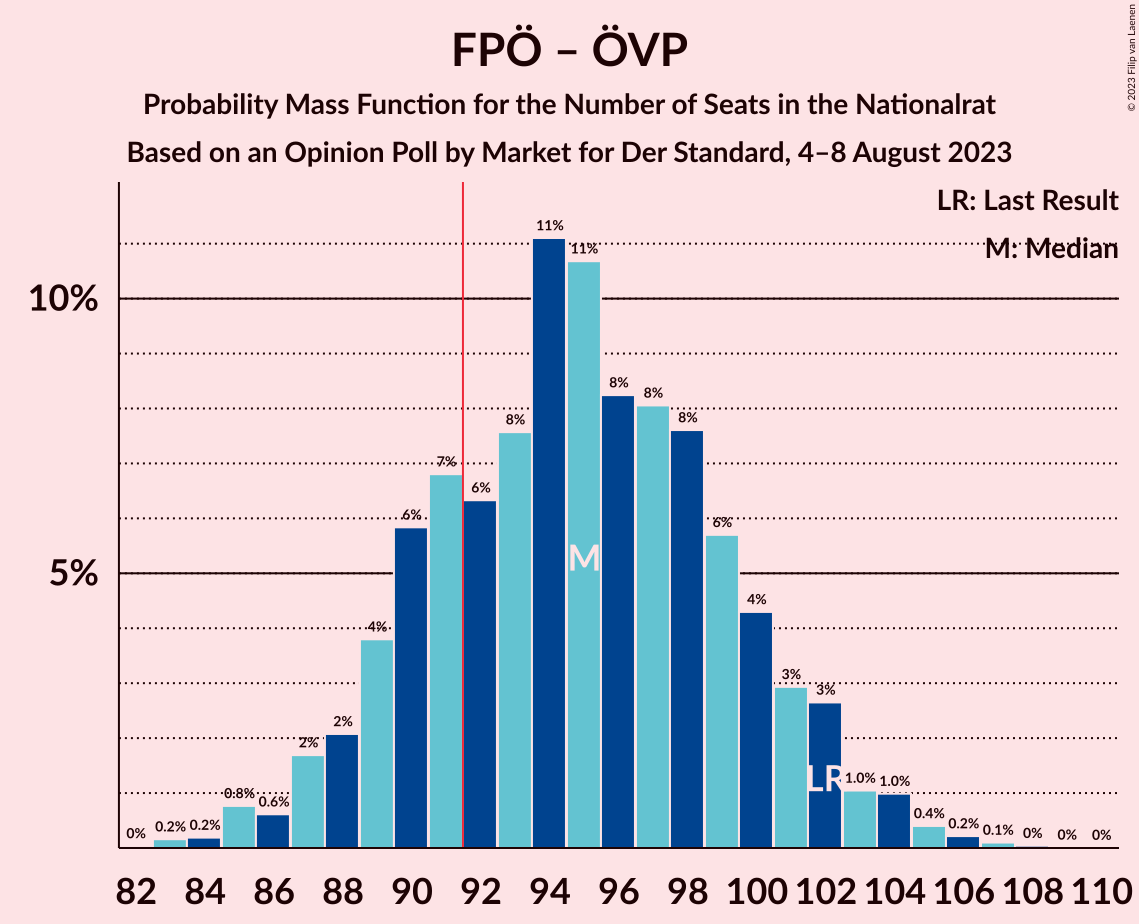 FPÖ – ÖVP
Probability Mass Function for the Number of Seats in the Nationalrat
Based on an Opinion Poll by Market for Der Standard, 4–8 August 2023
© 2023 Filip van Laenen
LR: Last Result
M: Median
10%
5%
0% 0.2% 0.2% 0.8% 0.6% 2% 2% 4% 6% 7% 6% 8% 11% 11% 8% 8% 8% 6% 4% 3% 3% 1.0% 1.0% 0.4% 0.2% 0.1% 0% 0% 0%
M
LR
82 84 86 88 90 92 94 96 98 100 102 104 106 108 110